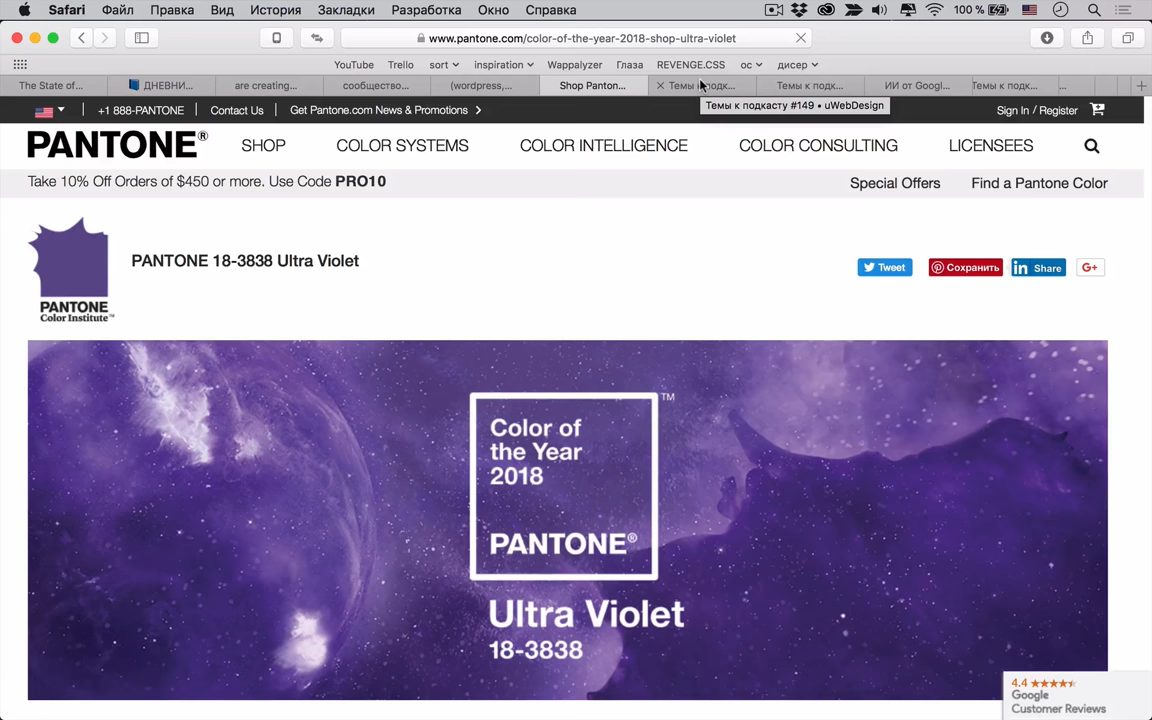 Safari Файл Правка Вид История Закладки Разработка Окно Справка 100 %
www.pantone.com/color-of-the-year-2018-shop-ultra-violet
YouTube Trello sort inspiration Wappalyzer Глаза REVENGE.CSS ос дисер
The State of... ДНЕВНИ... are creating... сообщество... (wordpress,... Shop Panton... Темы к подк... Темы к подк... ИИ от Googl... Темы к подк... ...
Темы к подкасту #149 • uWebDesign
+1 888-PANTONE Contact Us Get Pantone.com News & Promotions Sign In / Register
PANTONE® SHOP COLOR SYSTEMS COLOR INTELLIGENCE COLOR CONSULTING LICENSEES
Take 10% Off Orders of $450 or more. Use Code PRO10 Special Offers Find a Pantone Color
PANTONE 18-3838 Ultra Violet
Tweet Сохранить in Share G+
PANTONE
Color Institute™
Color of
the Year
2018
PANTONE®
TM
Ultra Violet
18-3838
4.4
Google
Customer Reviews